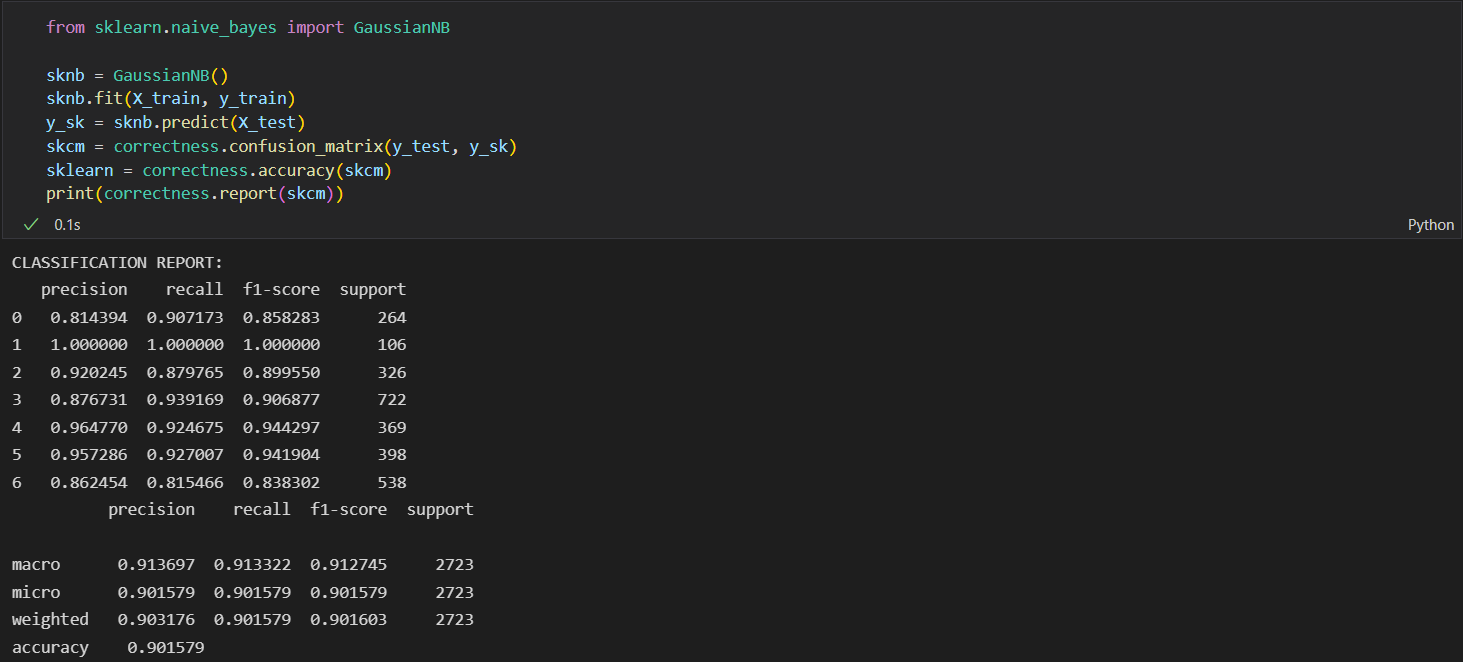 from sklearn.naive_bayes import GaussianNB
sknb = GaussianNB()
sknb.fit(X_train, y_train)
y_sk = sknb.predict(X_test)
skcm = correctness.confusion_matrix(y_test, y_sk)
sklearn = correctness.accuracy(skcm)
print(correctness.report(skcm))
0.1s
Python
CLASSIFICATION REPORT:
precision recall f1-score support
0 0.814394 0.907173 0.858283 264
1 1.000000 1.000000 1.000000 106
2 0.920245 0.879765 0.899550 326
3 0.876731 0.939169 0.906877 722
4 0.964770 0.924675 0.944297 369
5 0.957286 0.927007 0.941904 398
6 0.862454 0.815466 0.838302 538
precision recall f1-score support
macro 0.913697 0.913322 0.912745 2723
micro 0.901579 0.901579 0.901579 2723
weighted 0.903176 0.901579 0.901603 2723
accuracy 0.901579